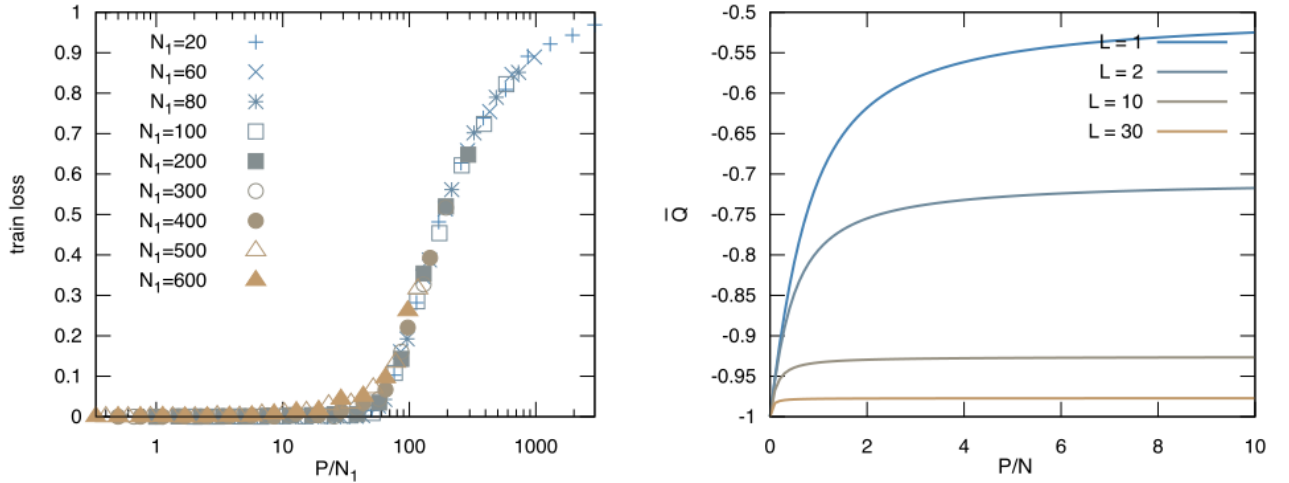 1
0.9
0.8
0.7
0.6
0.5
0.4
0.3
0.2
0.1
0
train loss
N₁=20
N₁=60
N₁=80
N₁=100
N₁=200
N₁=300
N₁=400
N₁=500
N₁=600
1 10 100 1000
P/N₁
-0.5
-0.55
-0.6
-0.65
-0.7
-0.75
-0.8
-0.85
-0.9
-0.95
-1
Q̅
L = 1
L = 2
L = 10
L = 30
0 2 4 6 8 10
P/N